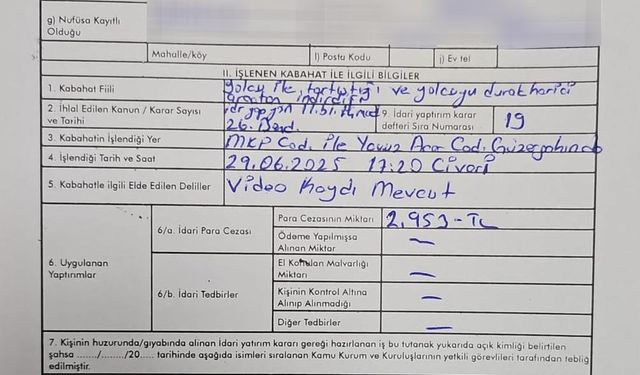 g) Nüfusa Kayıtlı
Olduğu
Mahalle/köy
I) Posta Kodu
j) Ev tel
II. İŞLENEN KABAHAT İLE İLGİLİ BİLGİLER
1. Kabahat Fiili
yolcu ile tartıştığı ve yolcuyu durak harici
araçtan indirdiği
2. İhlal Edilen Kanun / Karar Sayısı
ve Tarihi
26.
9. İdari yaptırım karar
defteri Sıra Numarası
19
3. Kabahatin İşlendiği Yer
MKP Cad. ile Yavuz Cad. Güzergahında
4. İşlendiği Tarih ve Saat
29.06.2025 17:20 Civarı
5. Kabahatle ilgili Elde Edilen Deliller
Video Kaydı Mevcut
6. Uygulanan
Yaptırımlar
6/a. İdari Para Cezası
Para Cezasının Miktarı
2.953-TL
Ödeme Yapılmışsa
Alınan Miktar
—
6/b. İdari Tedbirler
El Konulan Malvarlığı
Miktarı
—
Kişinin Kontrol Altına
Alınıp Alınmadığı
—
Diğer Tedbirler
—
7. Kişinin huzurunda/gıyabında alınan İdari yatırım kararı gereği hazırlanan iş bu tutanak yukarıda açık kimliği belirtilen
şahsa ......./......./20..... tarihinde aşağıda isimleri sıralanan Kamu Kurum ve Kuruluşlarının yetkili görevlileri tarafından tebliğ
edilmiştir.